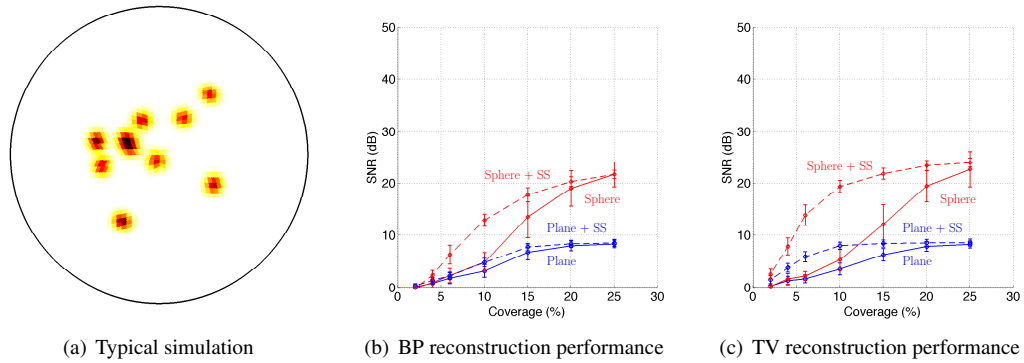 50
40
30
20
10
0
SNR (dB)
0 5 10 15 20 25 30
Coverage (%)
Sphere + SS
Sphere
Plane + SS
Plane
50
40
30
20
10
0
SNR (dB)
0 5 10 15 20 25 30
Coverage (%)
Sphere + SS
Sphere
Plane + SS
Plane
(a) Typical simulation
(b) BP reconstruction performance
(c) TV reconstruction performance